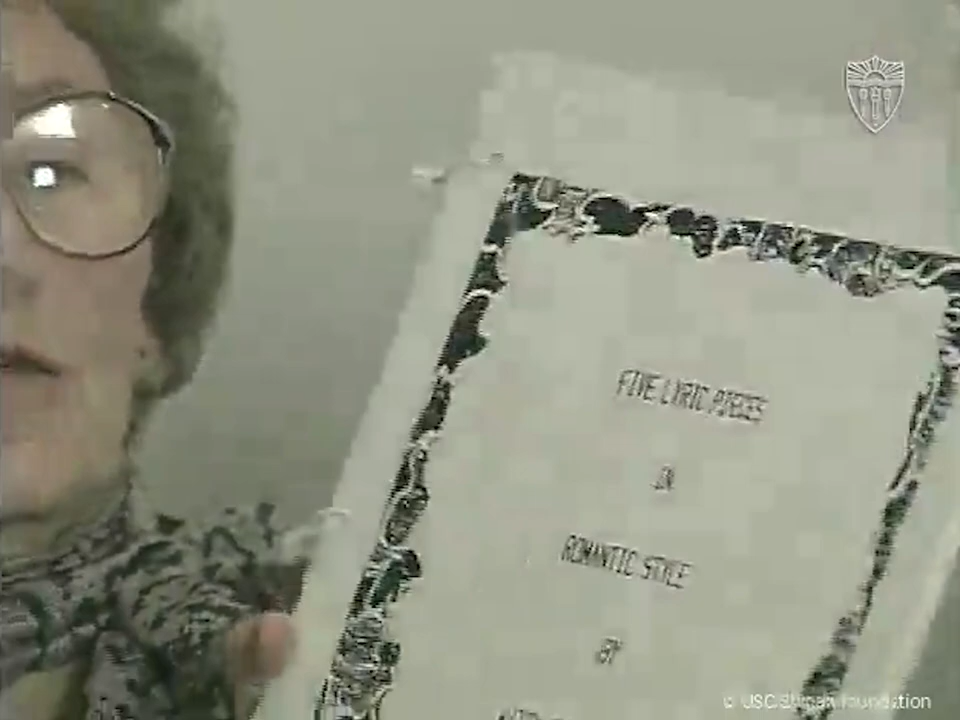 FIVE LYRIC PIECES
IN
ROMANTIC STYLE
BY
© USC Shoah Foundation